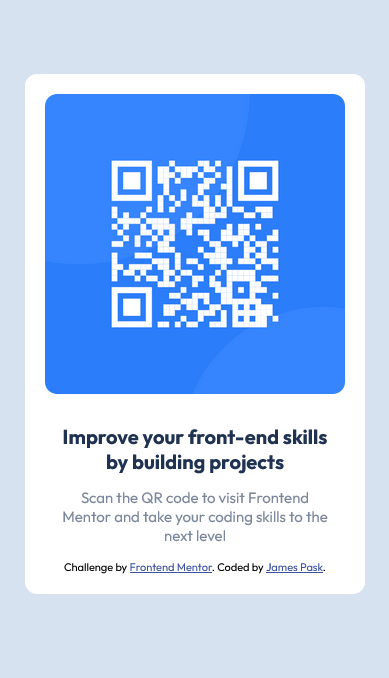 Improve your front-end skills
by building projects
Scan the QR code to visit Frontend
Mentor and take your coding skills to the
next level
Challenge by Frontend Mentor. Coded by James Pask.